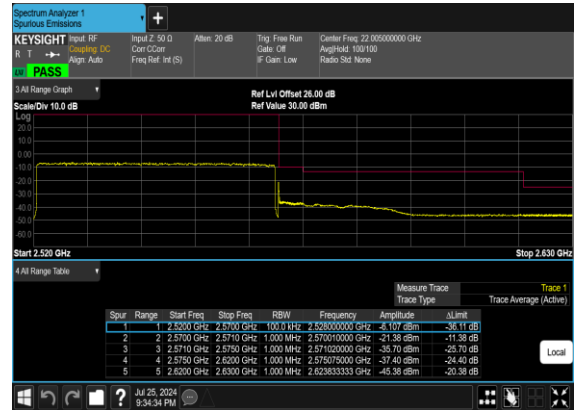 Spectrum Analyzer 1
Spurious Emissions
+
KEYSIGHT Input: RF Input Z: 50 Ω Atten: 20 dB Trig: Free Run Center Freq: 22.005000000 GHz
R T Coupling: DC Corr CCorr Gate: Off Avg|Hold: 100/100
Align: Auto Freq Ref: Int (S) IF Gain: Low Radio Std: None
PASS
3 All Range Graph Ref Lvl Offset 26.00 dB
Scale/Div 10.0 dB Ref Value 30.00 dBm
Log
20.0
10.0
0.00
-10.0
-20.0
-30.0
-40.0
-50.0
-60.0
Start 2.520 GHz Stop 2.630 GHz
4 All Range Table
Measure Trace Trace 1
Trace Type Trace Average (Active)
Spur Range Start Freq Stop Freq RBW Frequency Amplitude ΔLimit
1 1 2.5200 GHz 2.5700 GHz 100.0 kHz 2.528000000 GHz -6.107 dBm -36.11 dB
2 2 2.5700 GHz 2.5710 GHz 1.000 MHz 2.570010000 GHz -21.38 dBm -11.38 dB
3 3 2.5710 GHz 2.5750 GHz 1.000 MHz 2.571020000 GHz -35.70 dBm -25.70 dB
4 4 2.5750 GHz 2.6200 GHz 1.000 MHz 2.575075000 GHz -37.40 dBm -24.40 dB
5 5 2.6200 GHz 2.6300 GHz 1.000 MHz 2.623833333 GHz -45.38 dBm -20.38 dB
Local
? Jul 25, 2024
9:34:34 PM